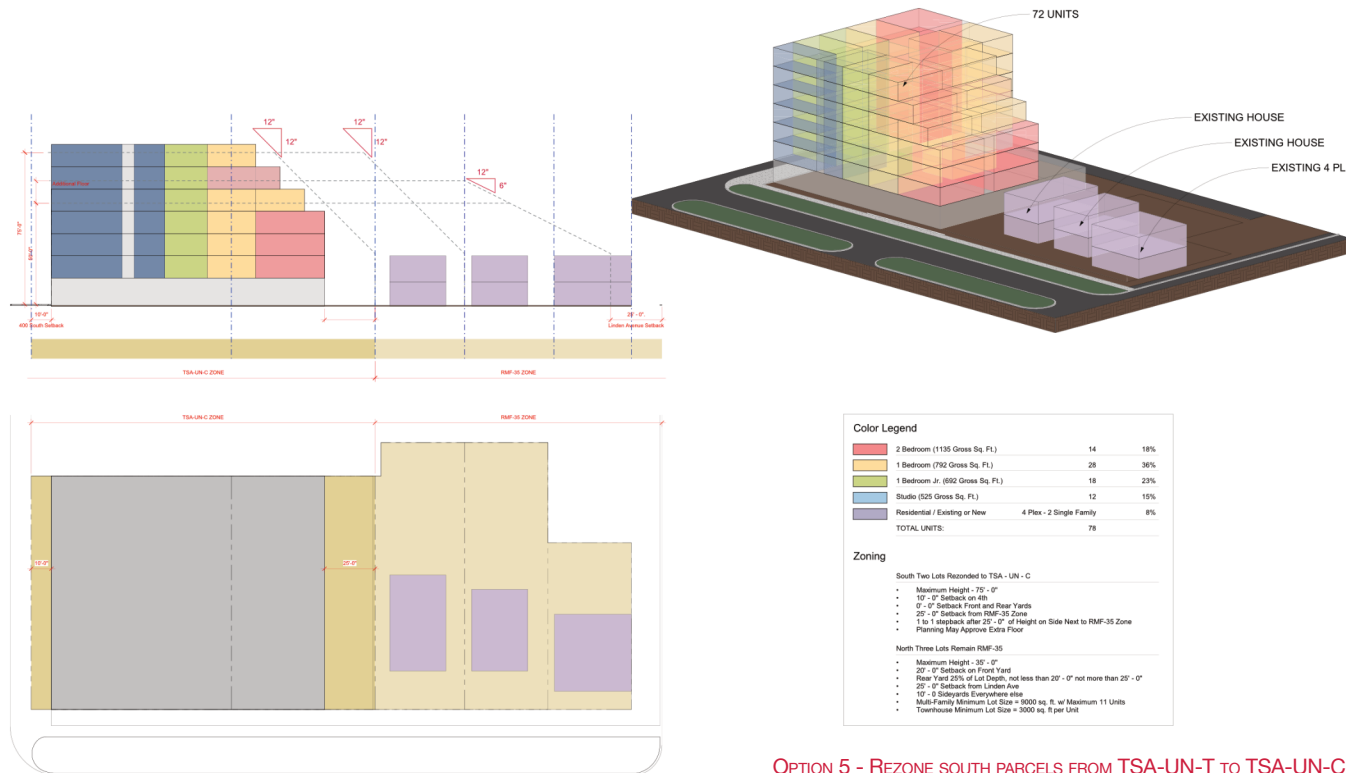 72 UNITS
EXISTING HOUSE
EXISTING HOUSE
EXISTING 4 PL
12"
12"
12"
12"
12"
6"
Additional Floor
75'-0"
10'-0"
400 South Setback
25' - 0"
Linden Avenue Setback
TSA-UN-C ZONE
RMF-35 ZONE
TSA-UN-C ZONE
RMF-35 ZONE
10'-0"
25'-0"
Color Legend
2 Bedroom (1135 Gross Sq. Ft.) 14 18%
1 Bedroom (792 Gross Sq. Ft.) 28 36%
1 Bedroom Jr. (692 Gross Sq. Ft.) 18 23%
Studio (525 Gross Sq. Ft.) 12 15%
Residential / Existing or New 4 Plex - 2 Single Family 8%
TOTAL UNITS: 78
Zoning
South Two Lots Rezonded to TSA - UN - C
• Maximum Height - 75' - 0"
• 10' - 0" Setback on 4th
• 0' - 0" Setback Front and Rear Yards
• 25' - 0" Setback from RMF-35 Zone
• 1 to 1 stepback after 25' - 0" of Height on Side Next to RMF-35 Zone
• Planning May Approve Extra Floor
North Three Lots Remain RMF-35
• Maximum Height - 35' - 0"
• 20' - 0" Setback on Front Yard
• Rear Yard 25% of Lot Depth, not less than 20' - 0" not more than 25' - 0"
• 25' - 0" Setback from Linden Ave
• 10' - 0 Sideyards Everywhere else
• Multi-Family Minimum Lot Size = 9000 sq. ft. w/ Maximum 11 Units
• Townhouse Minimum Lot Size = 3000 sq. ft per Unit
OPTION 5 - REZONE SOUTH PARCELS FROM TSA-UN-T TO TSA-UN-C